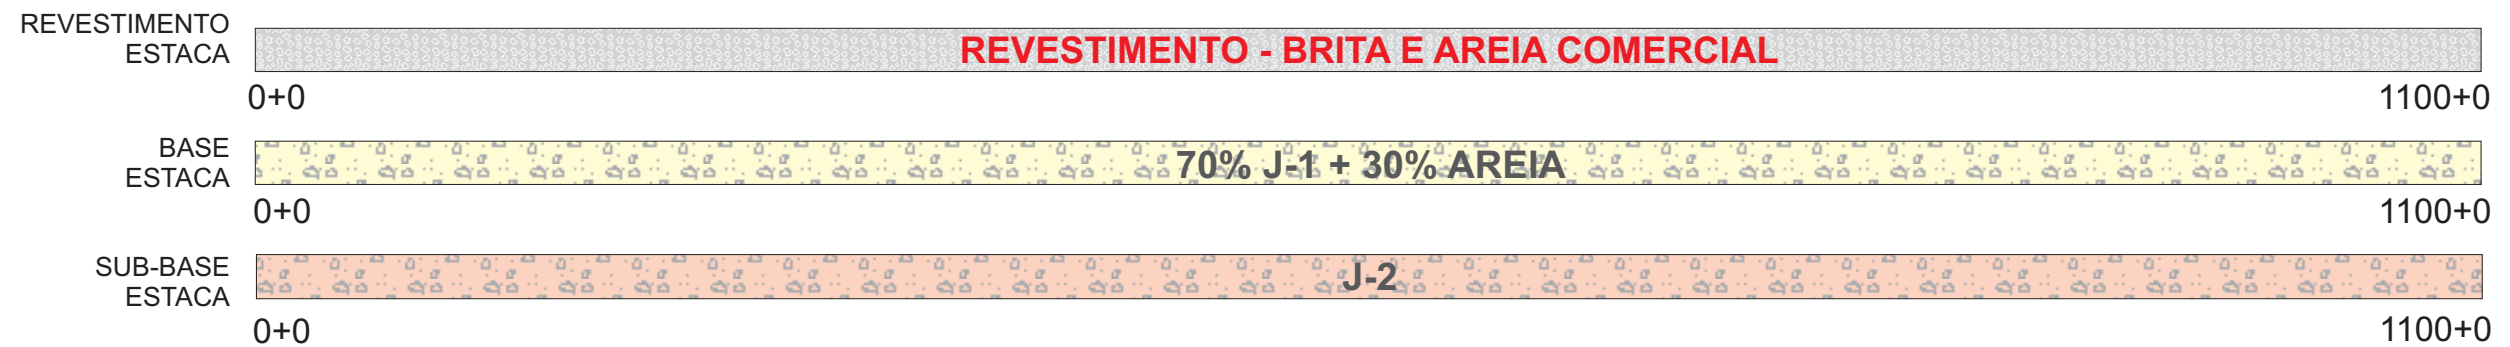 REVESTIMENTO
ESTACA
REVESTIMENTO - BRITA E AREIA COMERCIAL
0+0
1100+0
BASE
ESTACA
70% J-1 + 30% AREIA
0+0
1100+0
SUB-BASE
ESTACA
J-2
0+0
1100+0